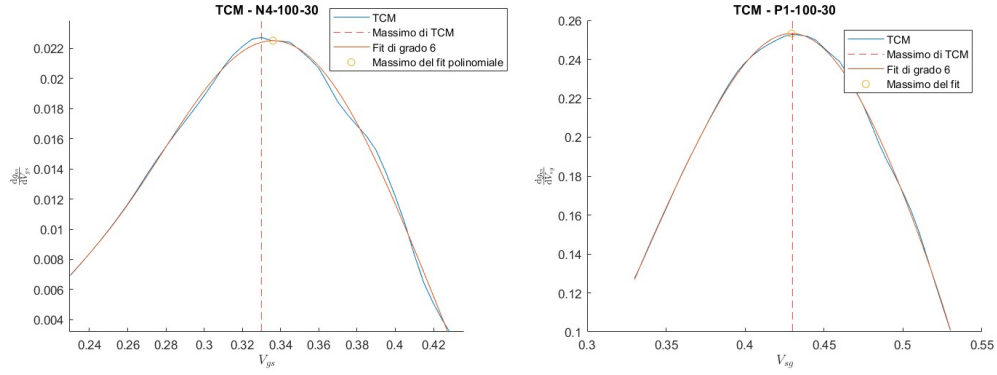 TCM - N4-100-30
TCM
Massimo di TCM
Fit di grado 6
Massimo del fit polinomiale
0.022
0.02
0.018
0.016
0.014
0.012
0.01
0.008
0.006
0.004
dg_m/dV_gs
0.24
0.26
0.28
0.3
0.32
0.34
0.36
0.38
0.4
0.42
V_gs
TCM - P1-100-30
TCM
Massimo di TCM
Fit di grado 6
Massimo del fit
0.26
0.24
0.22
0.2
0.18
0.16
0.14
0.12
0.1
dg_m/dV_sg
0.3
0.35
0.4
0.45
0.5
0.55
V_sg